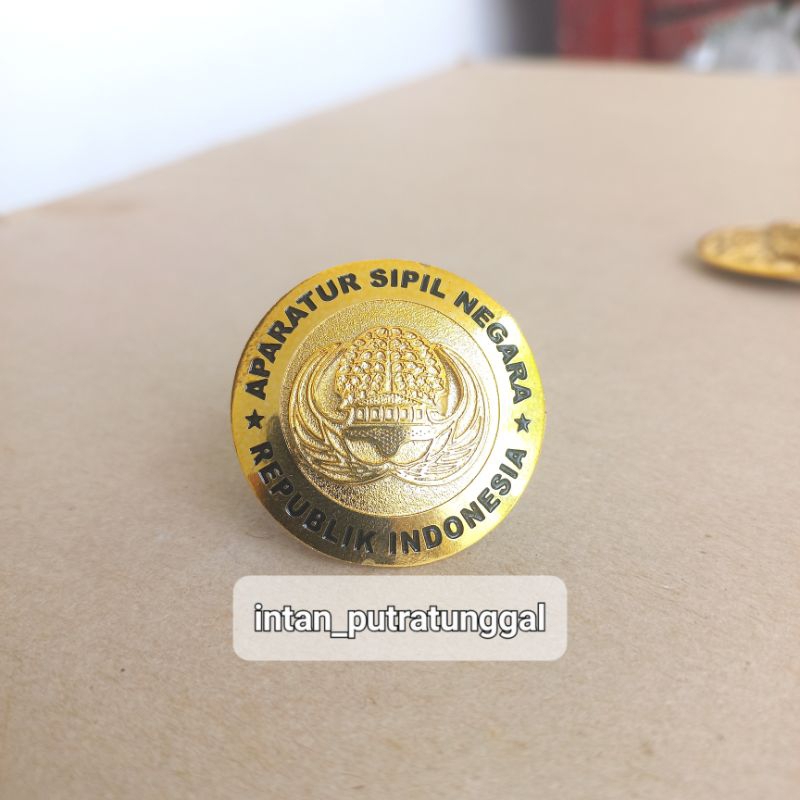 APARATUR SIPIL NEGARA
★ REPUBLIK INDONESIA ★
intan_putratunggal